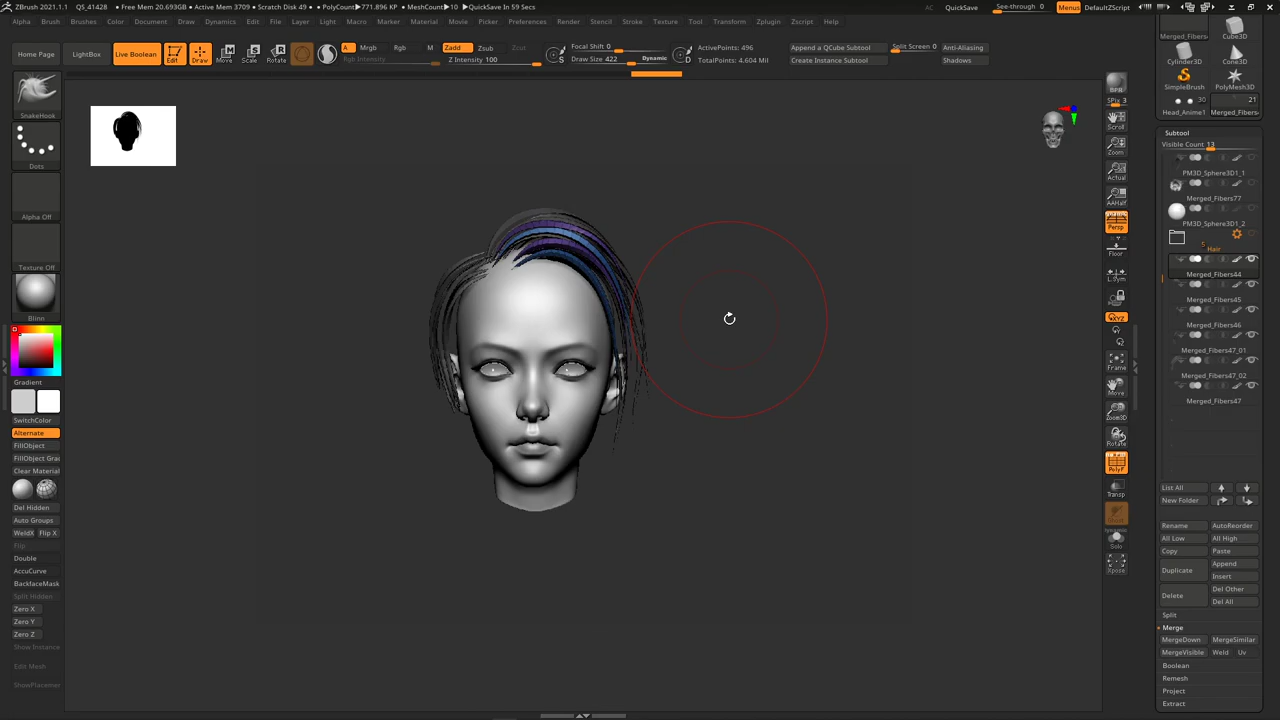 ZBrush 2021.1.1 QS_41428 • Free Mem 20.693GB • Active Mem 3709 • Scratch Disk 49 • PolyCount▶771.896 KP • MeshCount▶10 • QuickSave In 59 Secs AC QuickSave See-through 0 Menus DefaultZScript
Alpha Brush Brushes Color Document Draw Dynamics Edit File Layer Light Macro Marker Material Movie Picker Preferences Render Stencil Stroke Texture Tool Transform Zplugin Zscript Help
Home Page LightBox Live Boolean Edit Draw Move Scale Rotate A Mrgb Rgb M Zadd Zsub Zcut Focal Shift 0 ActivePoints: 496 Append a QCube Subtool Split Screen 0 Anti-Aliasing
Rgb Intensity Z Intensity 100 S Draw Size 422 Dynamic D TotalPoints: 4.604 Mil Create Instance Subtool Shadows
SnakeHook
Dots
Alpha Off
Texture Off
Blinn
Gradient
SwitchColor
Alternate
FillObject
FillObject Gra
Clear Material
Del Hidden
Auto Groups
WeldX Flip X
Flip
Double
AccuCurve
BackfaceMask
Split Hidden
Zero X
Zero Y
Zero Z
Show Instance
Edit Mesh
ShowPlacemer
BPR
SPix 3
Scroll
Zoom
Actual
AAHalf
Persp
Floor
L.Sym
XYZ
Frame
Move
Zoom3D
Rotate
PolyF
Transp
Dynamic
Solo
Xpose
Merged_Fibers Cube3D
Cylinder3D Cone3D
SimpleBrush PolyMesh3D
30 21
Head_Anime1 Merged_Fibers
Subtool
Visible Count 13
PM3D_Sphere3D1_1
Merged_Fibers77
PM3D_Sphere3D1_2
Hair
Merged_Fibers44
Merged_Fibers45
Merged_Fibers46
Merged_Fibers47_01
Merged_Fibers47_02
Merged_Fibers47
List All
New Folder
Rename AutoReorder
All Low All High
Copy Paste
Duplicate Append
Insert
Delete Del Other
Del All
Split
Merge
MergeDown MergeSimilar
MergeVisible Weld Uv
Boolean
Remesh
Project
Extract